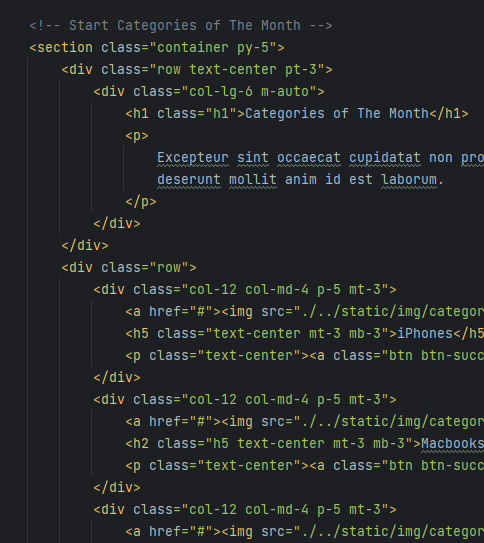 <!-- Start Categories of The Month -->
<section class="container py-5">
<div class="row text-center pt-3">
<div class="col-lg-6 m-auto">
<h1 class="h1">Categories of The Month</h1>
<p>
Excepteur sint occaecat cupidatat non pro
deserunt mollit anim id est laborum.
</p>
</div>
</div>
<div class="row">
<div class="col-12 col-md-4 p-5 mt-3">
<a href="#"><img src="./../static/img/categor
<h5 class="text-center mt-3 mb-3">iPhones</h5
<p class="text-center"><a class="btn btn-succ
</div>
<div class="col-12 col-md-4 p-5 mt-3">
<a href="#"><img src="./../static/img/categor
<h2 class="h5 text-center mt-3 mb-3">Macbooks
<p class="text-center"><a class="btn btn-succ
</div>
<div class="col-12 col-md-4 p-5 mt-3">
<a href="#"><img src="./../static/img/categor